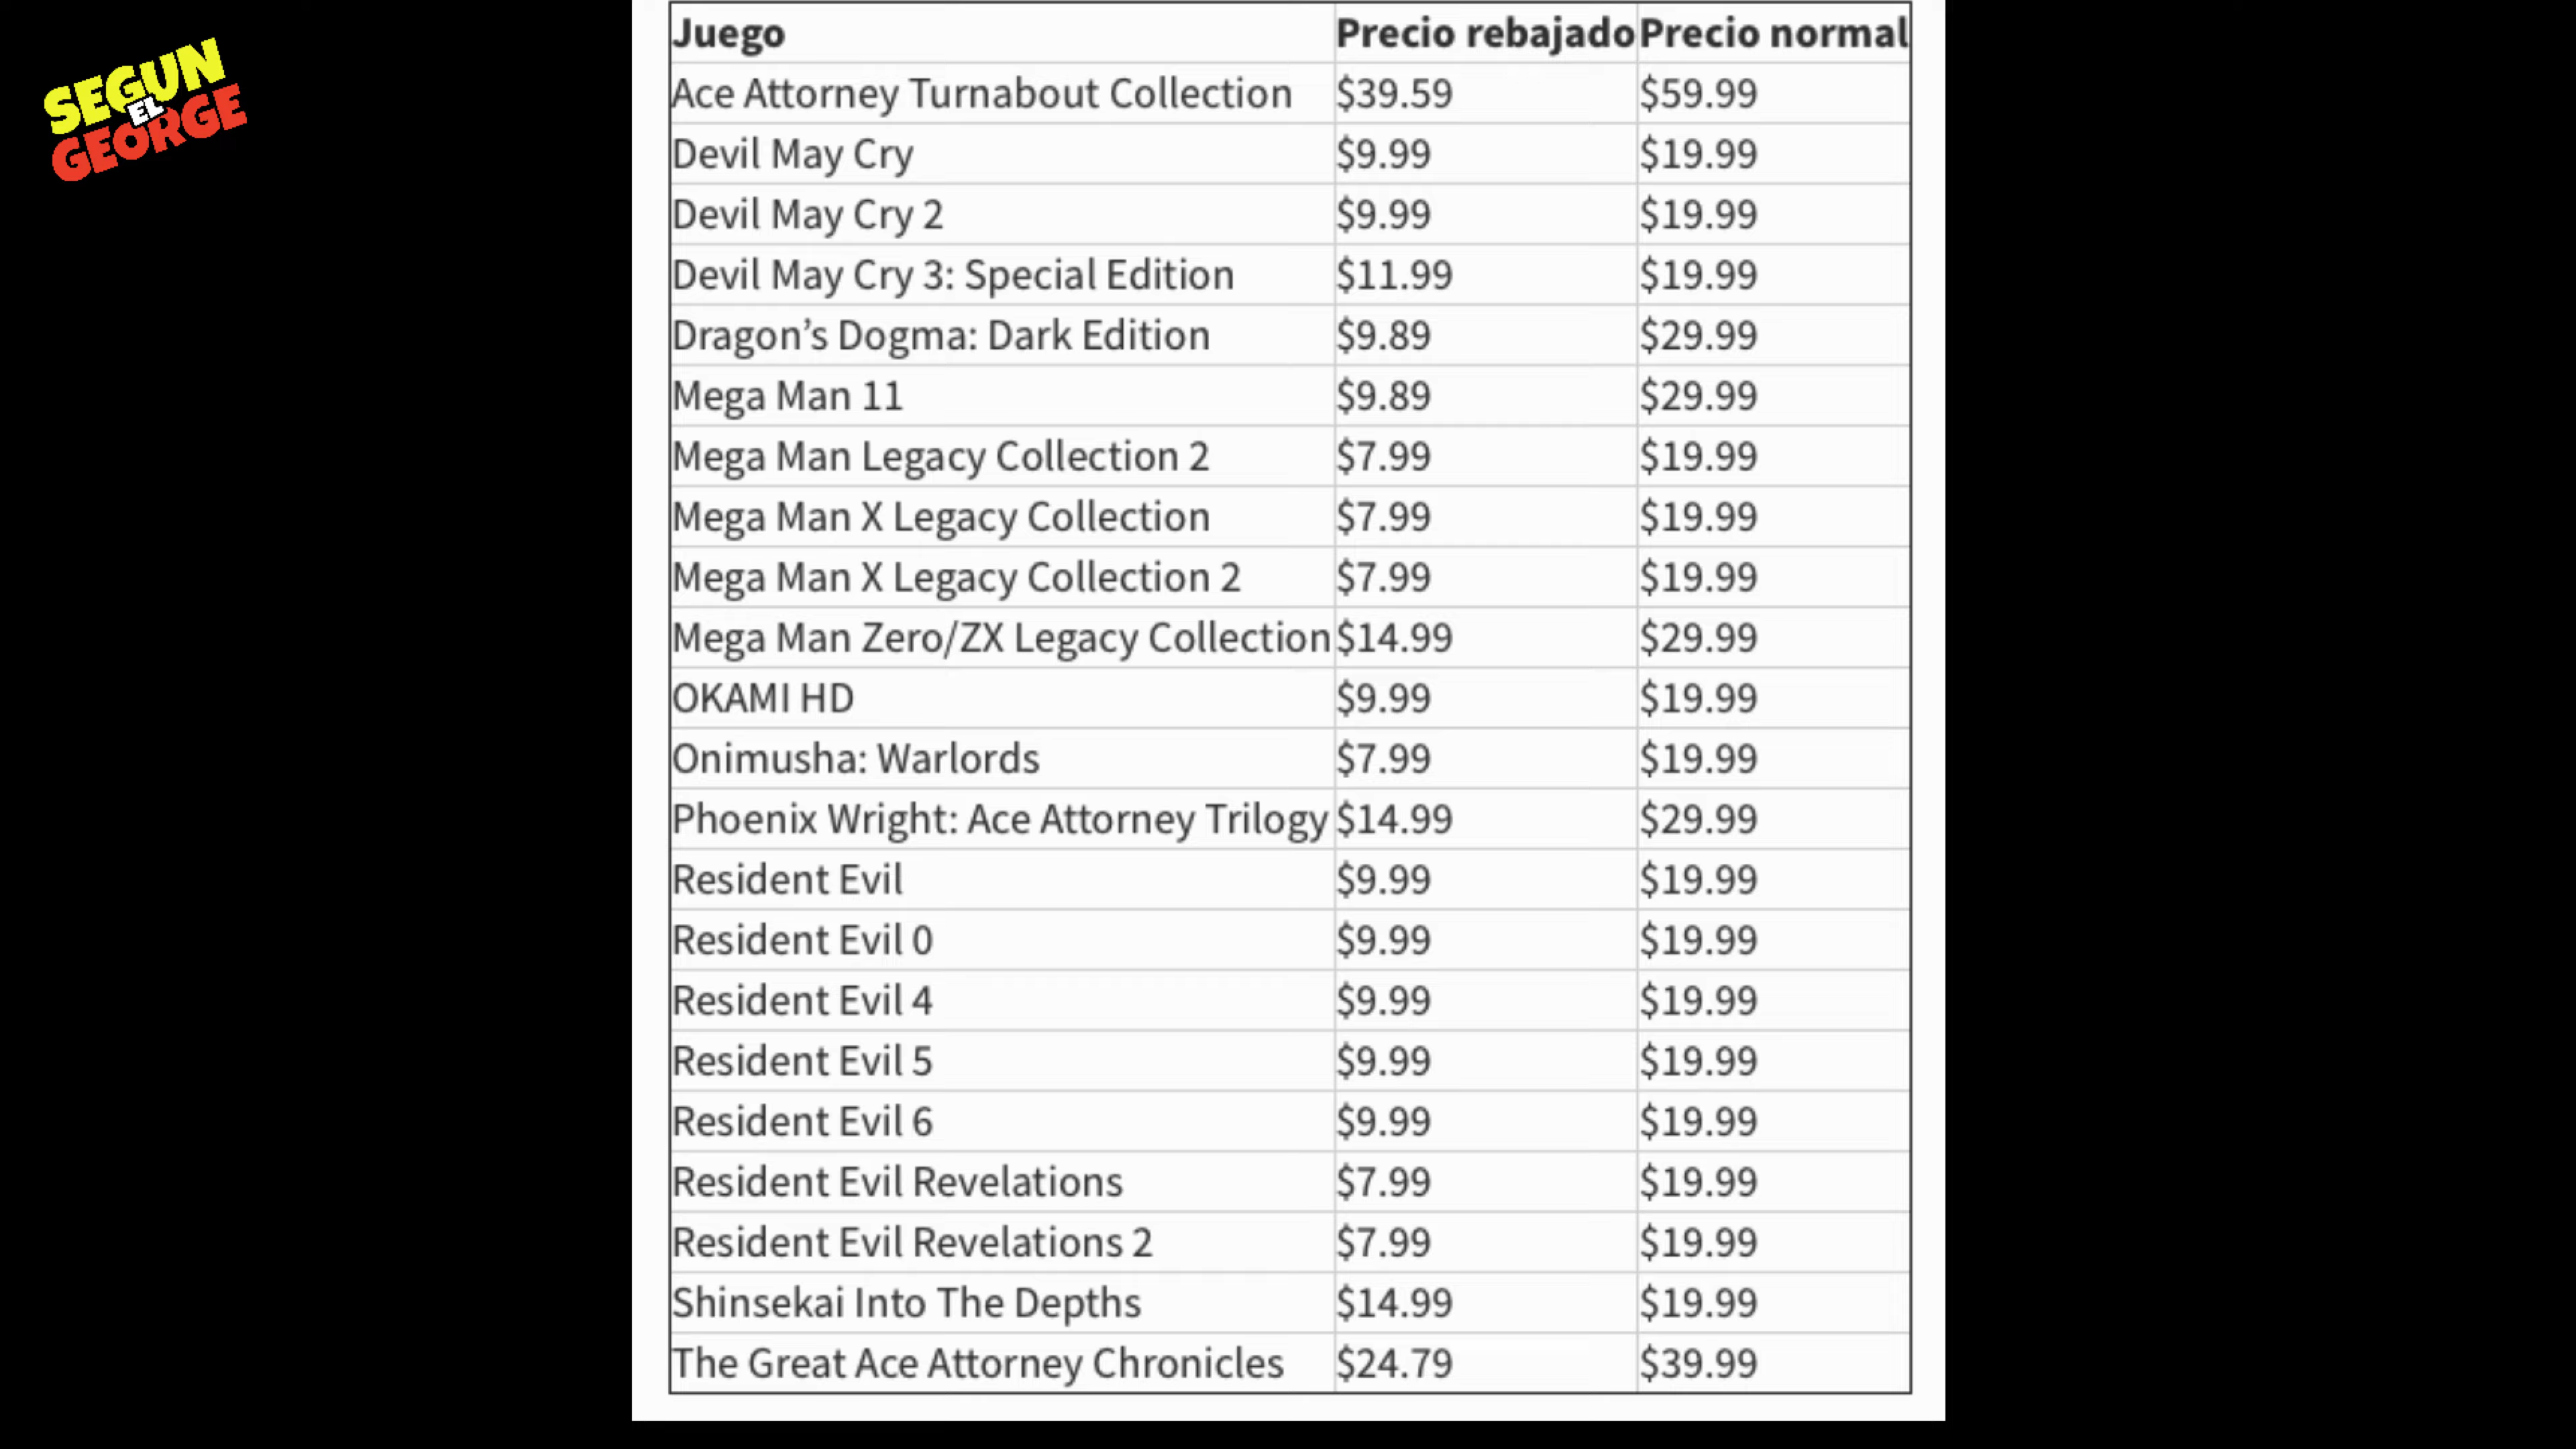 SEGUN
EL
GEORGE
Juego Precio rebajado Precio normal
Ace Attorney Turnabout Collection $39.59 $59.99
Devil May Cry $9.99 $19.99
Devil May Cry 2 $9.99 $19.99
Devil May Cry 3: Special Edition $11.99 $19.99
Dragon’s Dogma: Dark Edition $9.89 $29.99
Mega Man 11 $9.89 $29.99
Mega Man Legacy Collection 2 $7.99 $19.99
Mega Man X Legacy Collection $7.99 $19.99
Mega Man X Legacy Collection 2 $7.99 $19.99
Mega Man Zero/ZX Legacy Collection $14.99 $29.99
OKAMI HD $9.99 $19.99
Onimusha: Warlords $7.99 $19.99
Phoenix Wright: Ace Attorney Trilogy $14.99 $29.99
Resident Evil $9.99 $19.99
Resident Evil 0 $9.99 $19.99
Resident Evil 4 $9.99 $19.99
Resident Evil 5 $9.99 $19.99
Resident Evil 6 $9.99 $19.99
Resident Evil Revelations $7.99 $19.99
Resident Evil Revelations 2 $7.99 $19.99
Shinsekai Into The Depths $14.99 $19.99
The Great Ace Attorney Chronicles $24.79 $39.99